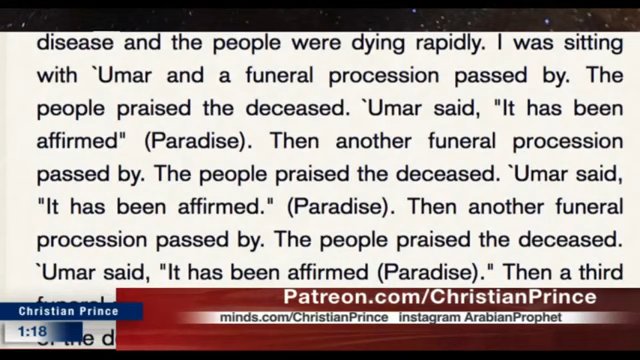 disease and the people were dying rapidly. I was sitting
with `Umar and a funeral procession passed by. The
people praised the deceased. `Umar said, "It has been
affirmed" (Paradise). Then another funeral procession
passed by. The people praised the deceased. `Umar said,
"It has been affirmed." (Paradise). Then another funeral
procession passed by. The people praised the deceased.
`Umar said, "It has been affirmed (Paradise)." Then a third
Patreon.com/ChristianPrince
Christian Prince
minds.com/ChristianPrince instagram ArabianProphet
1:18